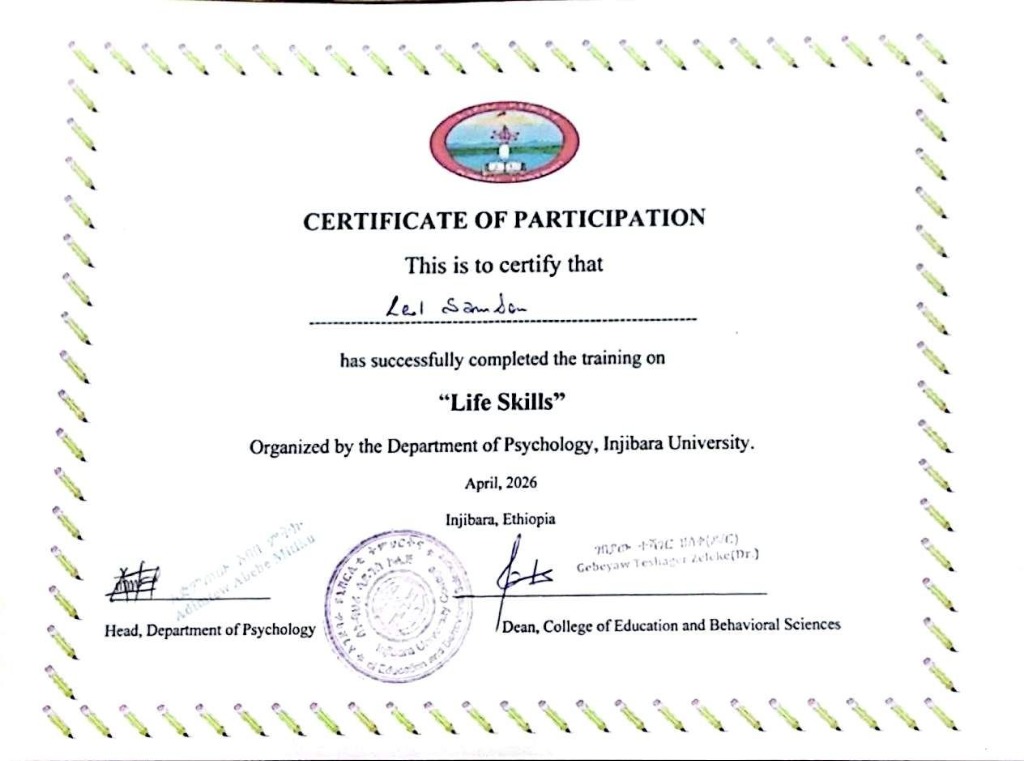 CERTIFICATE OF PARTICIPATION
This is to certify that
has successfully completed the training on
“Life Skills”
Organized by the Department of Psychology, Injibara University.
April, 2026
Injibara, Ethiopia
Gebeyaw Teshager Zeleke(Dr.)
Head, Department of Psychology
Dean, College of Education and Behavioral Sciences
Injibara University